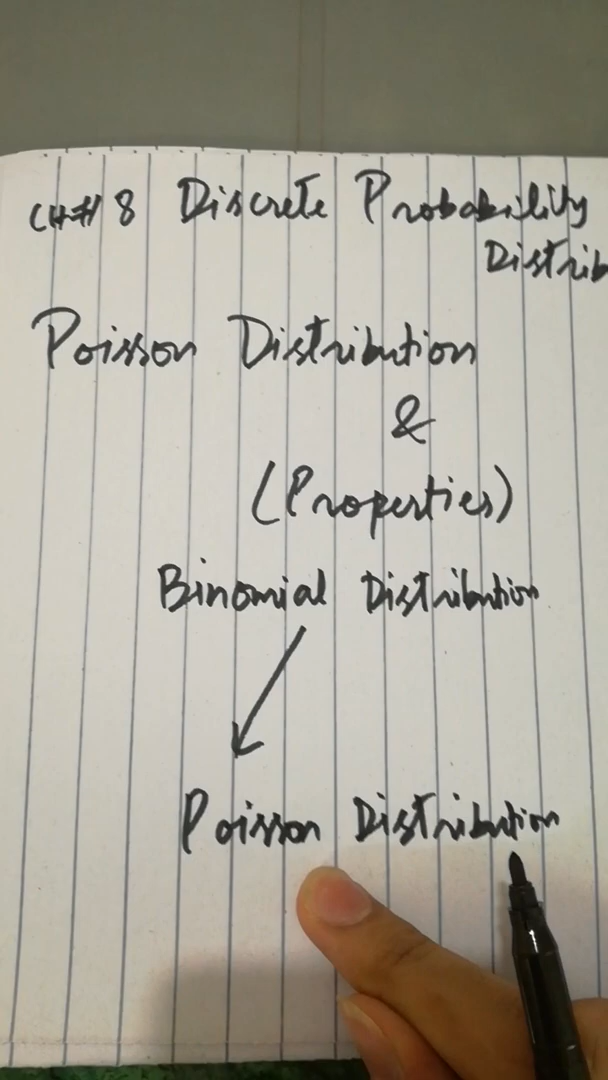 CH#8 Discrete Probability
Distrib
Poisson Distribution
&
(Properties)
Binomial Distribution
Poisson Distribution